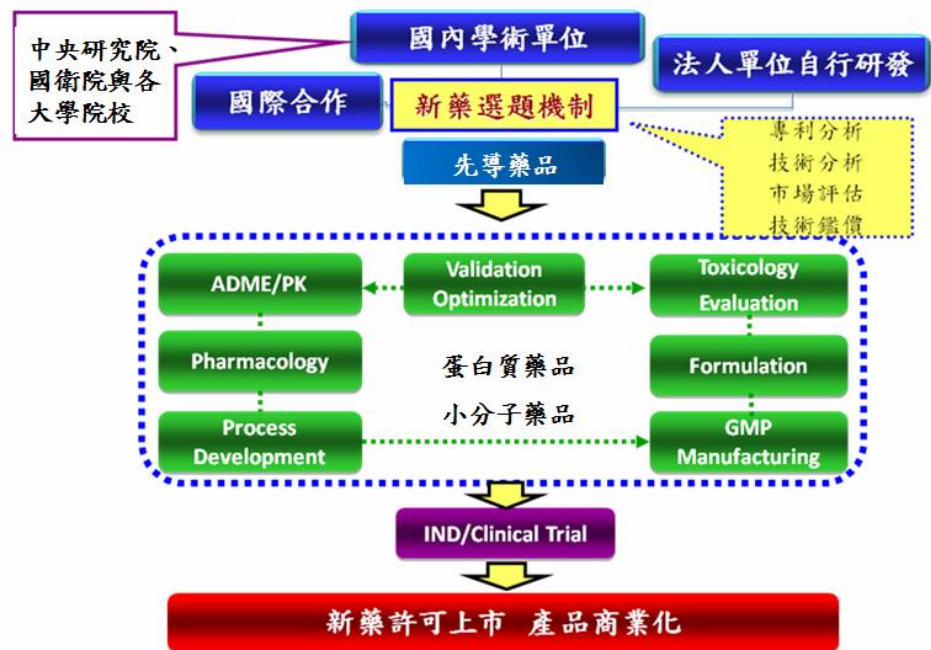 中央研究院、
國衛院與各
大學院校
國內學術單位
法人單位自行研發
國際合作
新藥選題機制
專利分析
技術分析
市場評估
技術鑑價
先導藥品
ADME/PK
Validation
Optimization
Toxicology
Evaluation
Pharmacology
蛋白質藥品
小分子藥品
Formulation
Process
Development
GMP
Manufacturing
IND/Clinical Trial
新藥許可上市 產品商業化